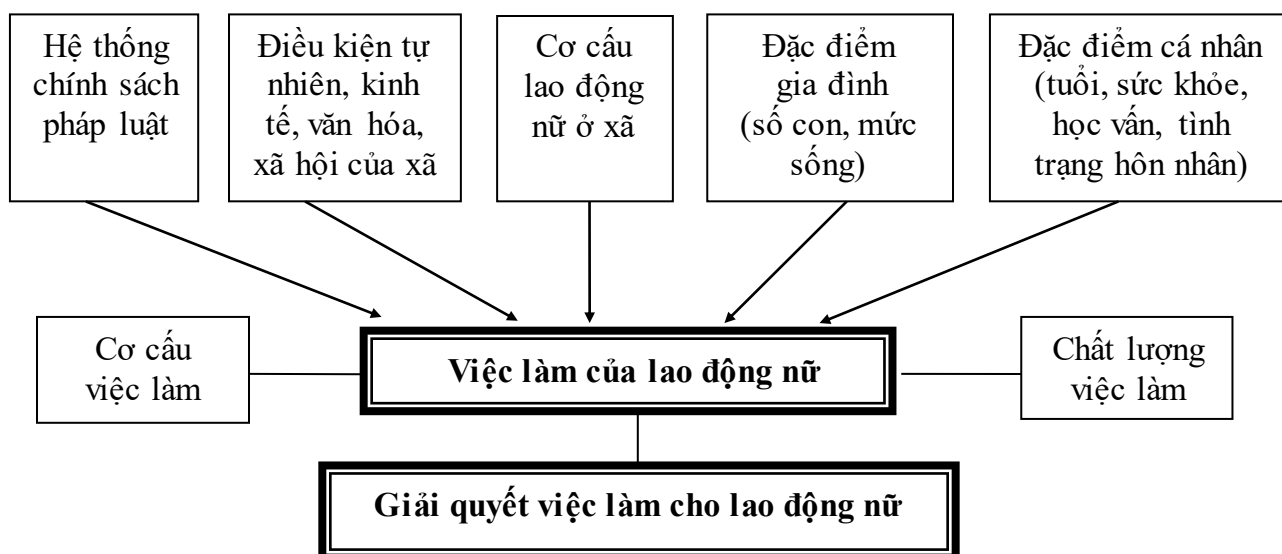 Hệ thống
chính sách
pháp luật
Điều kiện tự
nhiên, kinh
tế, văn hóa,
xã hội của xã
Cơ cấu
lao động
nữ ở xã
Đặc điểm
gia đình
(số con, mức
sống)
Đặc điểm cá nhân
(tuổi, sức khỏe,
học vấn, tình
trạng hôn nhân)
Cơ cấu
việc làm
Việc làm của lao động nữ
Chất lượng
việc làm
Giải quyết việc làm cho lao động nữ